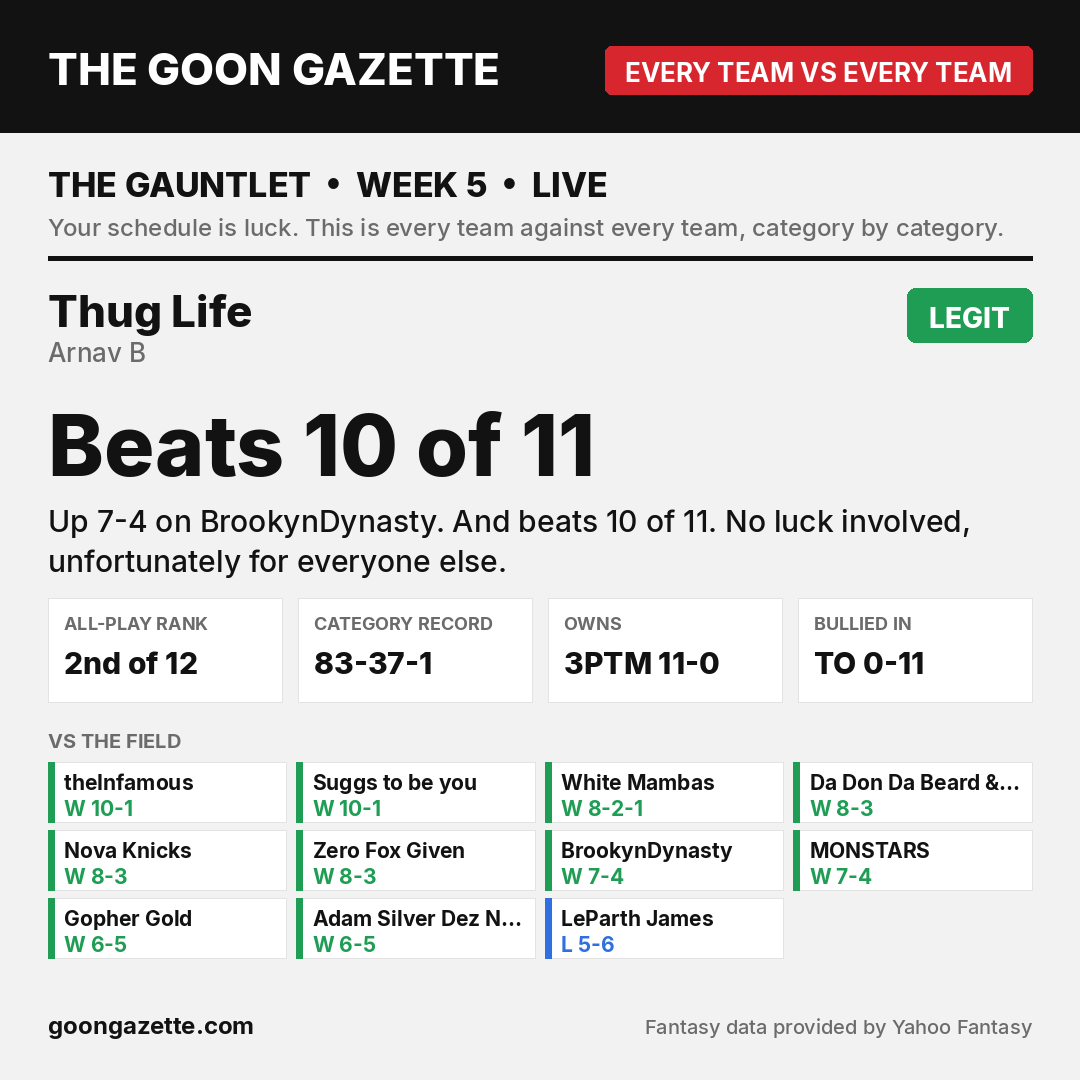 THE GOON GAZETTE
EVERY TEAM VS EVERY TEAM
THE GAUNTLET • WEEK 5 • LIVE
Your schedule is luck. This is every team against every team, category by category.
Thug Life
LEGIT
Arnav B
Beats 10 of 11
Up 7-4 on BrookynDynasty. And beats 10 of 11. No luck involved,
unfortunately for everyone else.
ALL-PLAY RANK
2nd of 12
CATEGORY RECORD
83-37-1
OWNS
3PTM 11-0
BULLIED IN
TO 0-11
VS THE FIELD
theInfamous
W 10-1
Suggs to be you
W 10-1
White Mambas
W 8-2-1
Da Don Da Beard &...
W 8-3
Nova Knicks
W 8-3
Zero Fox Given
W 8-3
BrookynDynasty
W 7-4
MONSTARS
W 7-4
Gopher Gold
W 6-5
Adam Silver Dez N...
W 6-5
LeParth James
L 5-6
goongazette.com
Fantasy data provided by Yahoo Fantasy